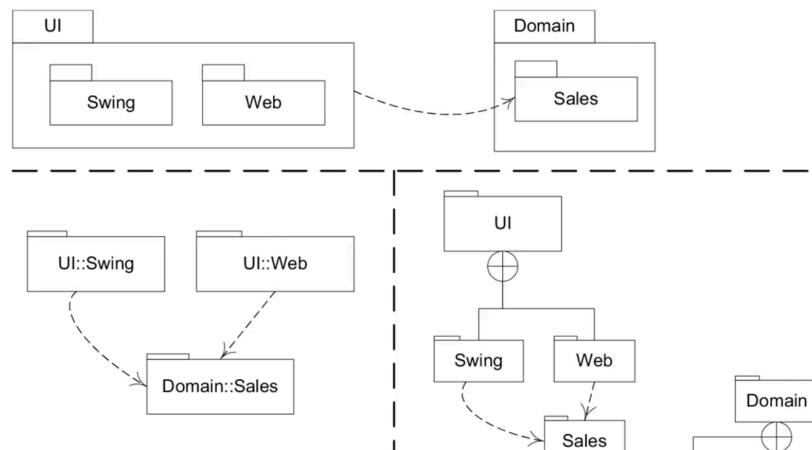 UI
Domain
Swing
Web
Sales
UI::Swing
UI::Web
Domain::Sales
UI
Swing
Web
Domain
Sales